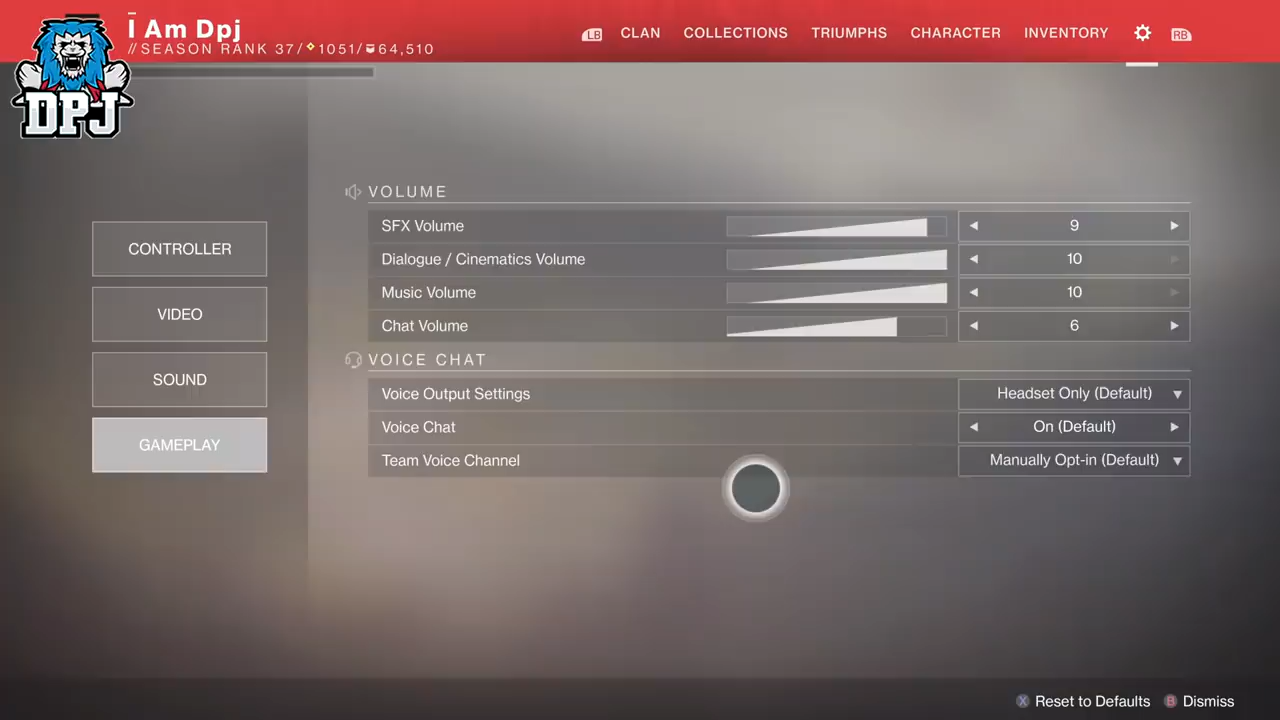 I Am Dpj
//SEASON RANK 37/ 1051/ 64,510
DPJ
LB CLAN COLLECTIONS TRIUMPHS CHARACTER INVENTORY RB
VOLUME
SFX Volume 9
Dialogue / Cinematics Volume 10
Music Volume 10
Chat Volume 6
VOICE CHAT
Voice Output Settings Headset Only (Default)
Voice Chat On (Default)
Team Voice Channel Manually Opt-in (Default)
CONTROLLER
VIDEO
SOUND
GAMEPLAY
X Reset to Defaults B Dismiss